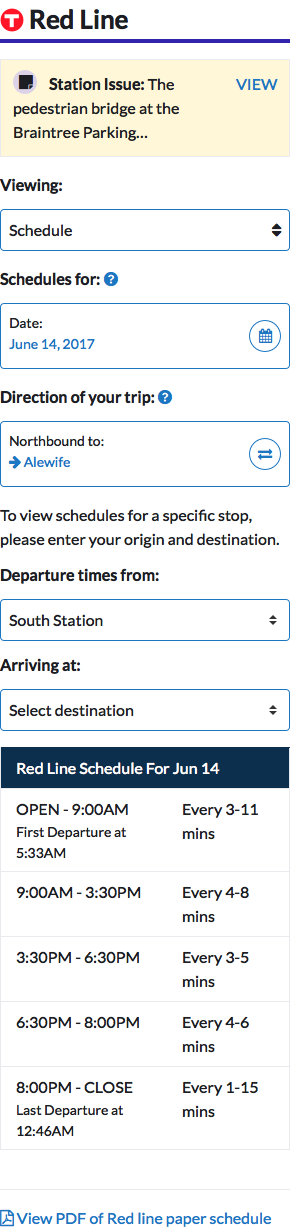 T Red Line
Station Issue: The VIEW
pedestrian bridge at the
Braintree Parking...
Viewing:
Schedule
Schedules for: ?
Date:
June 14, 2017
Direction of your trip: ?
Northbound to:
Alewife
To view schedules for a specific stop,
please enter your origin and destination.
Departure times from:
South Station
Arriving at:
Select destination
Red Line Schedule For Jun 14
OPEN - 9:00AM Every 3-11
First Departure at mins
5:33AM
9:00AM - 3:30PM Every 4-8
mins
3:30PM - 6:30PM Every 3-5
mins
6:30PM - 8:00PM Every 4-6
mins
8:00PM - CLOSE Every 1-15
Last Departure at mins
12:46AM
View PDF of Red line paper schedule